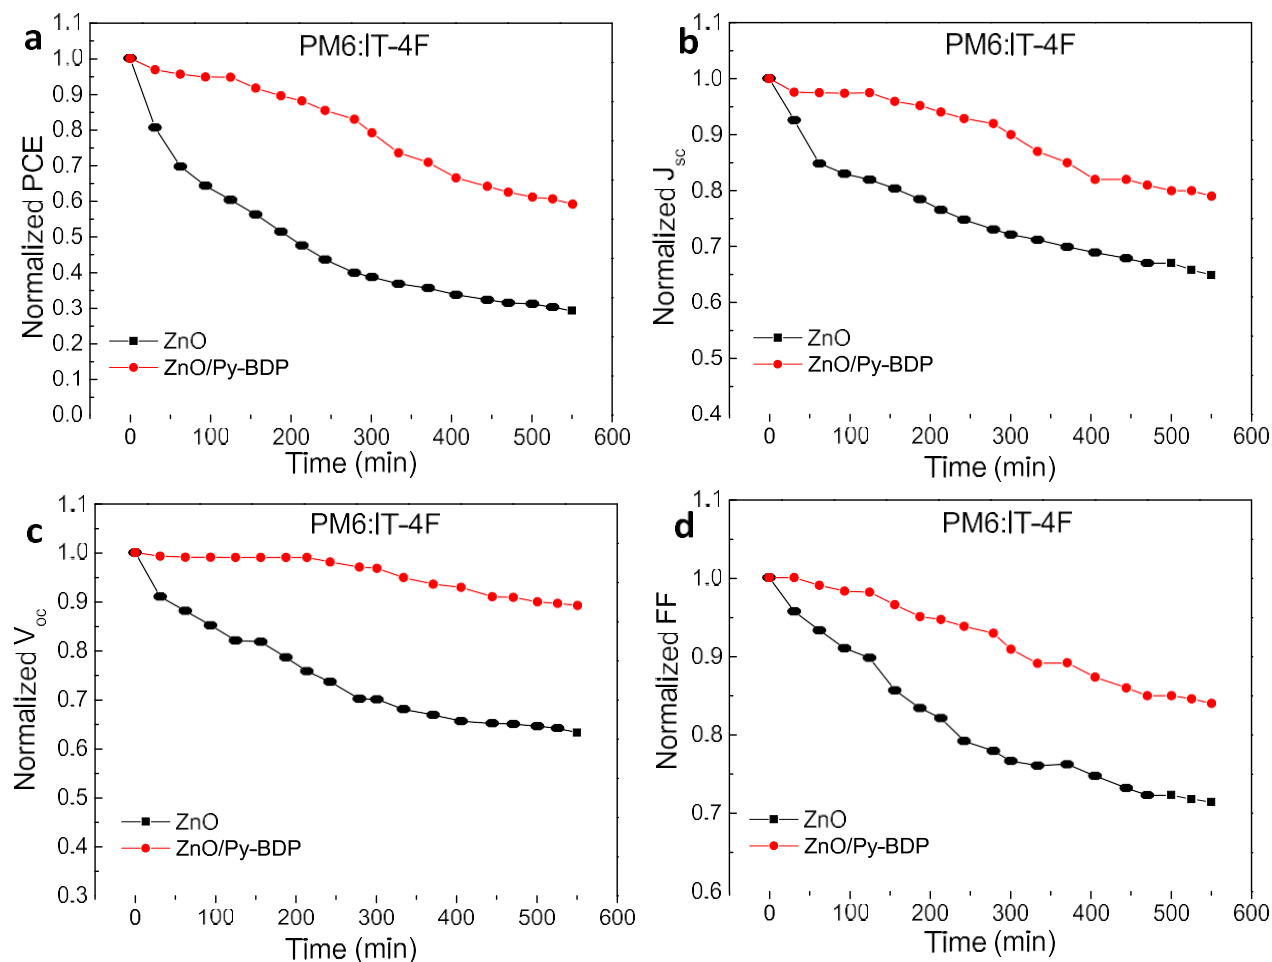 a
PM6:IT-4F
1.1
1.0
0.9
0.8
0.7
0.6
0.5
0.4
0.3
0.2
0.1
0.0
Normalized PCE
ZnO
ZnO/Py-BDP
0 100 200 300 400 500 600
Time (min)
b
PM6:IT-4F
1.1
1.0
0.9
0.8
0.7
0.6
0.5
0.4
Normalized Jsc
ZnO
ZnO/Py-BDP
0 100 200 300 400 500 600
Time (min)
c
PM6:IT-4F
1.1
1.0
0.9
0.8
0.7
0.6
0.5
0.4
0.3
Normalized Voc
ZnO
ZnO/Py-BDP
0 100 200 300 400 500 600
Time (min)
d
PM6:IT-4F
1.1
1.0
0.9
0.8
0.7
0.6
Normalized FF
ZnO
ZnO/Py-BDP
0 100 200 300 400 500 600
Time (min)